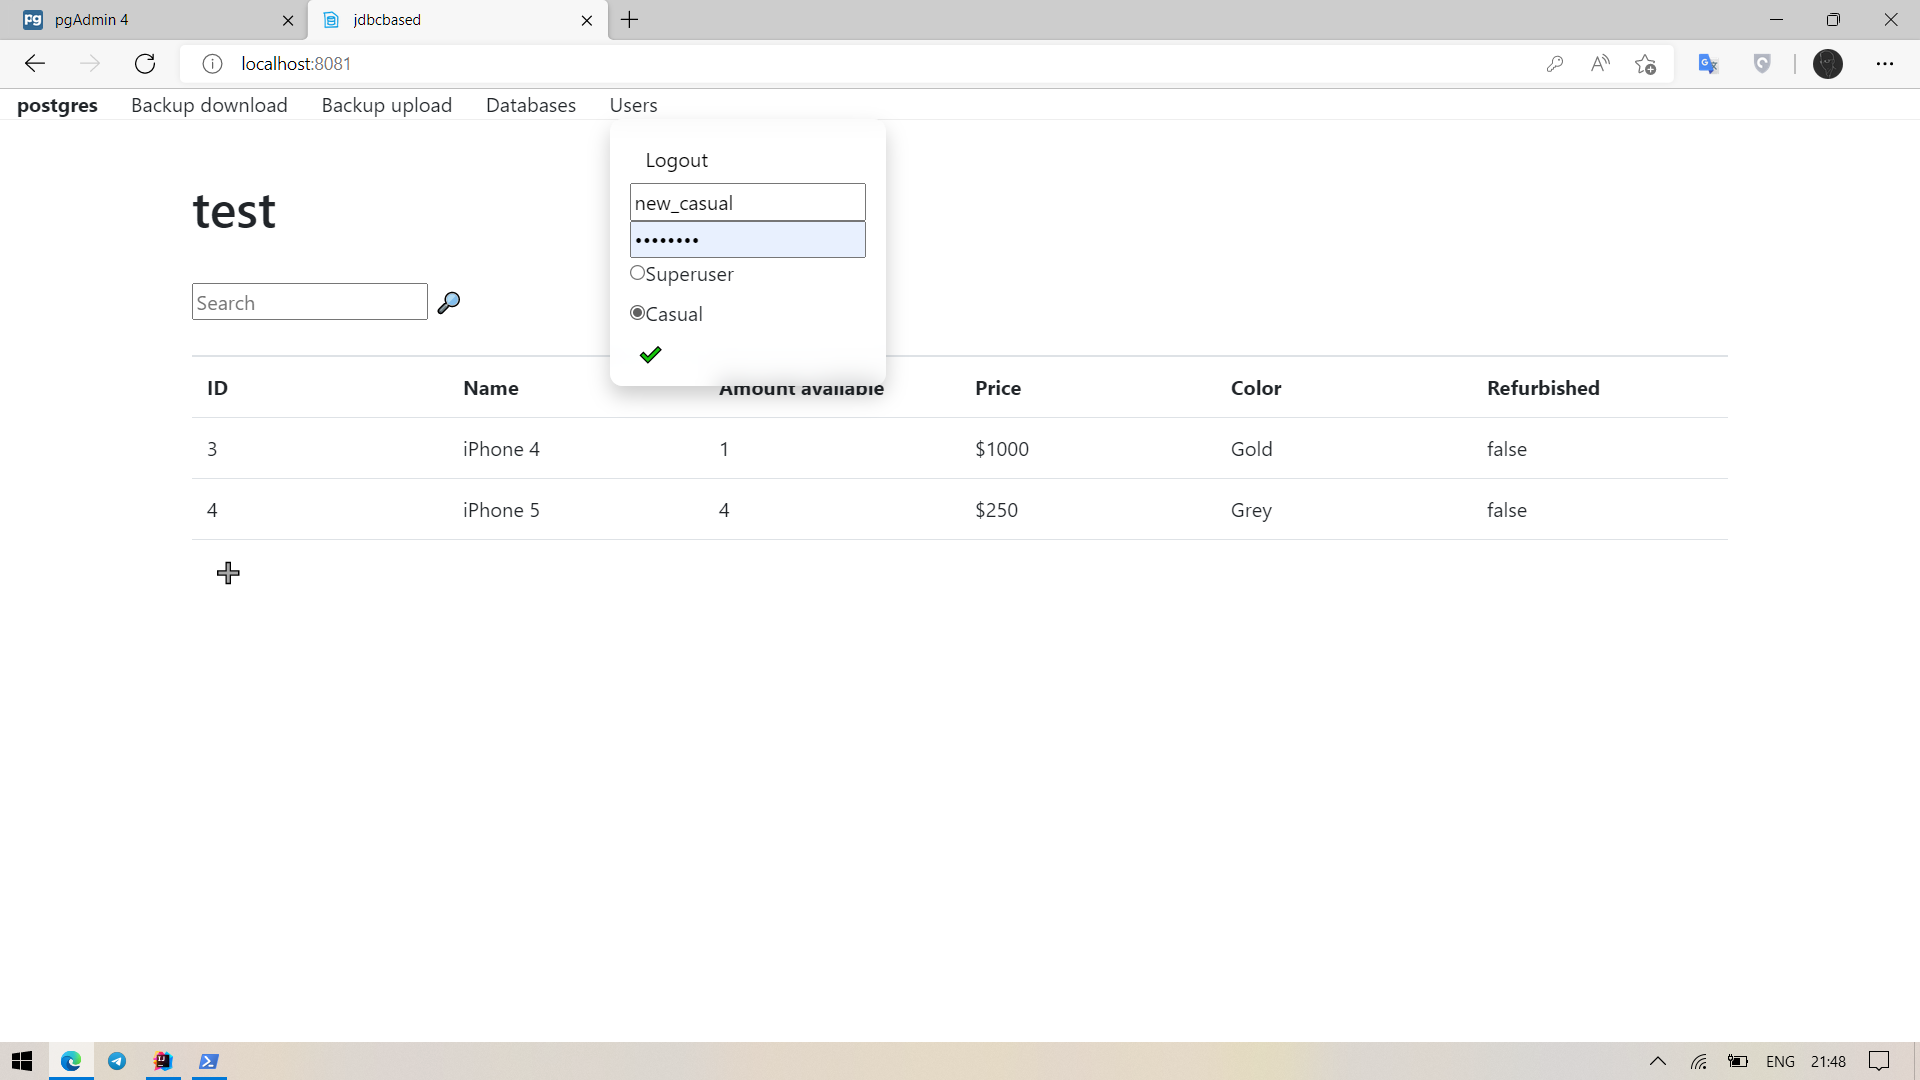 pgAdmin 4
jdbcbased
localhost:8081
postgres Backup download Backup upload Databases Users
Logout
test
new_casual
••••••••
Superuser
Search
Casual
ID Name Amount available Price Color Refurbished
3 iPhone 4 1 $1000 Gold false
4 iPhone 5 4 $250 Grey false
ENG 21:48